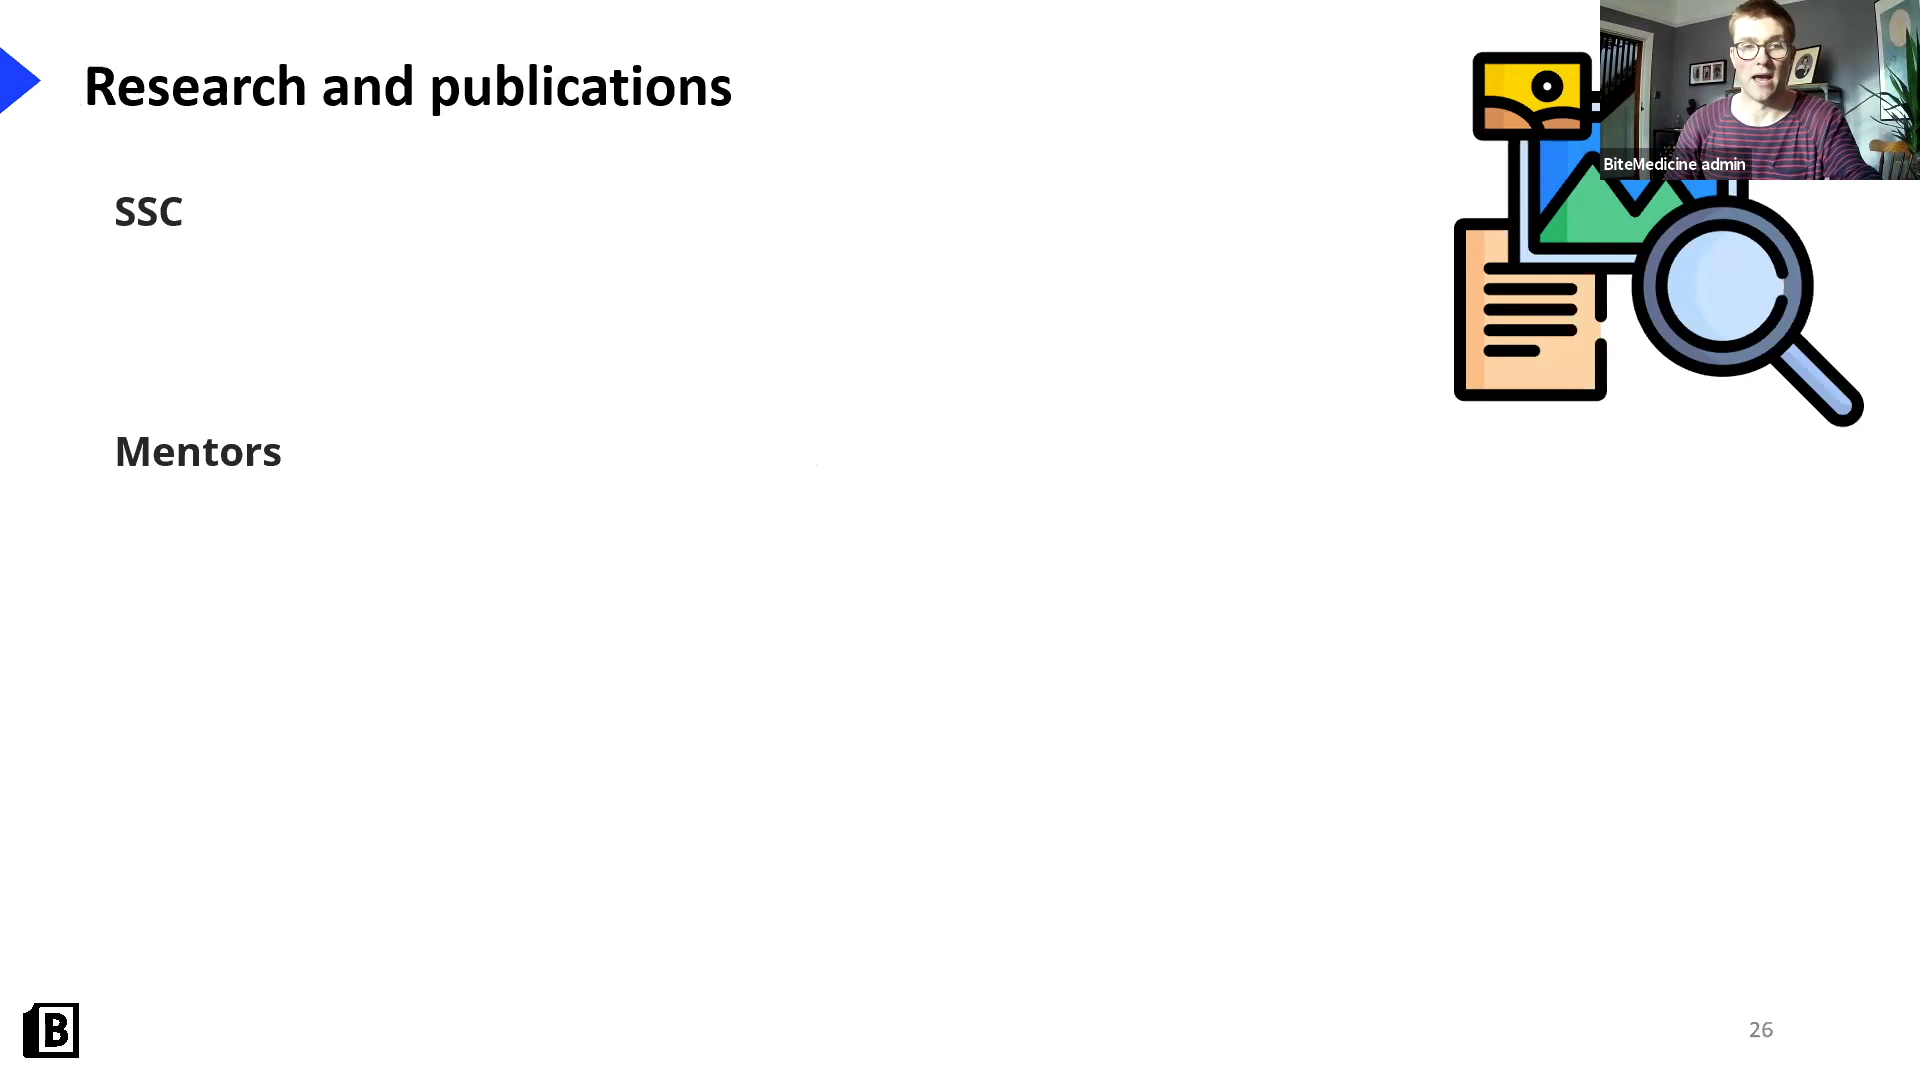 Research and publications
BiteMedicine admin
SSC
Mentors
B
26